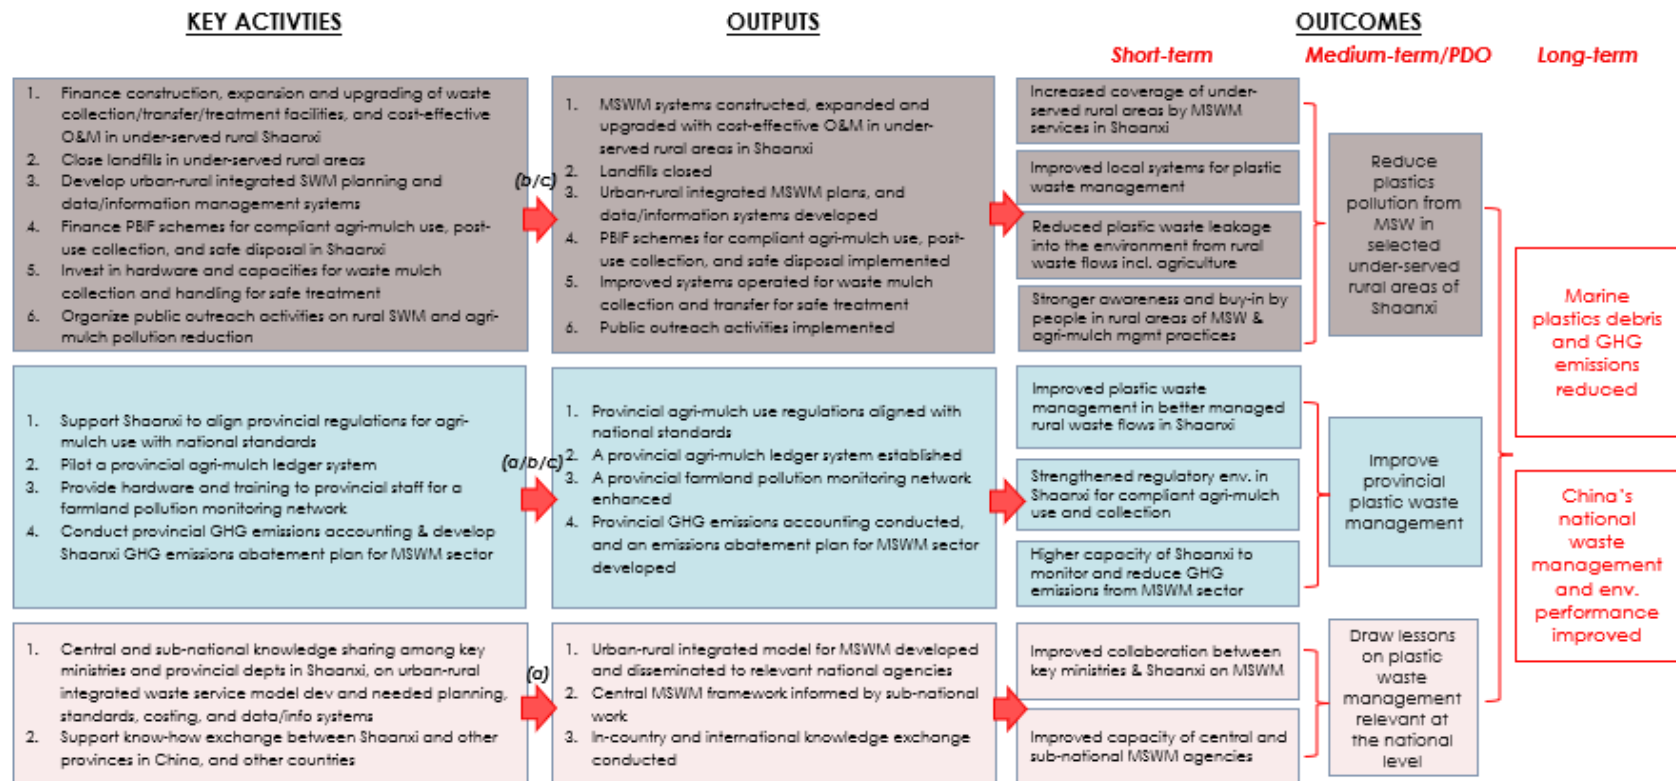 KEY ACTIVTIES
OUTPUTS
OUTCOMES
Short-term
Medium-term/PDO
Long-term
1. Finance construction, expansion and upgrading of waste
collection/transfer/treatment facilities, and cost-effective
O&M in under-served rural Shaanxi
2. Close landfills in under-served rural areas
3. Develop urban-rural integrated SWM planning and
data/information management systems
4. Finance PBIF schemes for compliant agri-mulch use, post-
use collection, and safe disposal in Shaanxi
5. Invest in hardware and capacities for waste mulch
collection and handling for safe treatment
6. Organize public outreach activities on rural SWM and agri-
mulch pollution reduction
(b/c)
1. MSWM systems constructed, expanded and
upgraded with cost-effective O&M in under-
served rural areas in Shaanxi
2. Landfills closed
3. Urban-rural integrated MSWM plans, and
data/information systems developed
4. PBIF schemes for compliant agri-mulch use, post-
use collection, and safe disposal implemented
5. Improved systems operated for waste mulch
collection and transfer for safe treatment
6. Public outreach activities implemented
Increased coverage of under-
served rural areas by MSWM
services in Shaanxi
Improved local systems for plastic
waste management
Reduced plastic waste leakage
into the environment from rural
waste flows incl. agriculture
Stronger awareness and buy-in by
people in rural areas of MSW &
agri-mulch mgmt practices
Reduce
plastics
pollution from
MSW in
selected
under-served
rural areas of
Shaanxi
1. Support Shaanxi to align provincial regulations for agri-
mulch use with national standards
2. Pilot a provincial agri-mulch ledger system
3. Provide hardware and training to provincial staff for a
farmland pollution monitoring network
4. Conduct provincial GHG emissions accounting & develop
Shaanxi GHG emissions abatement plan for MSWM sector
(a/b/c)
1. Provincial agri-mulch use regulations aligned with
national standards
2. A provincial agri-mulch ledger system established
3. A provincial farmland pollution monitoring network
enhanced
4. Provincial GHG emissions accounting conducted,
and an emissions abatement plan for MSWM sector
developed
Improved plastic waste
management in better managed
rural waste flows in Shaanxi
Strengthened regulatory env. in
Shaanxi for compliant agri-mulch
use and collection
Higher capacity of Shaanxi to
monitor and reduce GHG
emissions from MSWM sector
Improve
provincial
plastic waste
management
1. Central and sub-national knowledge sharing among key
ministries and provincial depts in Shaanxi, on urban-rural
integrated waste service model dev and needed planning,
standards, costing, and data/info systems
2. Support know-how exchange between Shaanxi and other
provinces in China, and other countries
(a)
1. Urban-rural integrated model for MSWM developed
and disseminated to relevant national agencies
2. Central MSWM framework informed by sub-national
work
3. In-country and international knowledge exchange
conducted
Improved collaboration between
key ministries & Shaanxi on MSWM
Improved capacity of central and
sub-national MSWM agencies
Draw lessons
on plastic
waste
management
relevant at
the national
level
Marine
plastics debris
and GHG
emissions
reduced
China's
national
waste
management
and env.
performance
improved